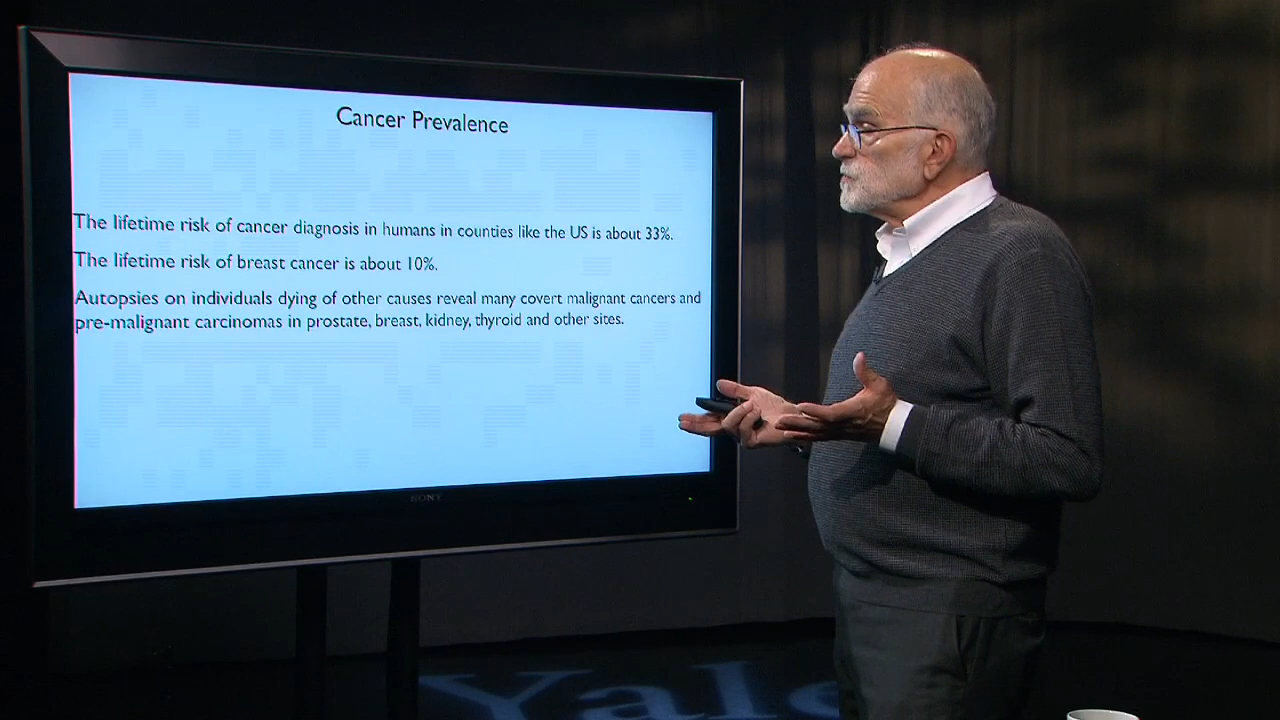 Cancer Prevalence
The lifetime risk of cancer diagnosis in humans in counties like the US is about 33%.
The lifetime risk of breast cancer is about 10%.
Autopsies on individuals dying of other causes reveal many covert malignant cancers and
pre-malignant carcinomas in prostate, breast, kidney, thyroid and other sites.
SONY
Yale